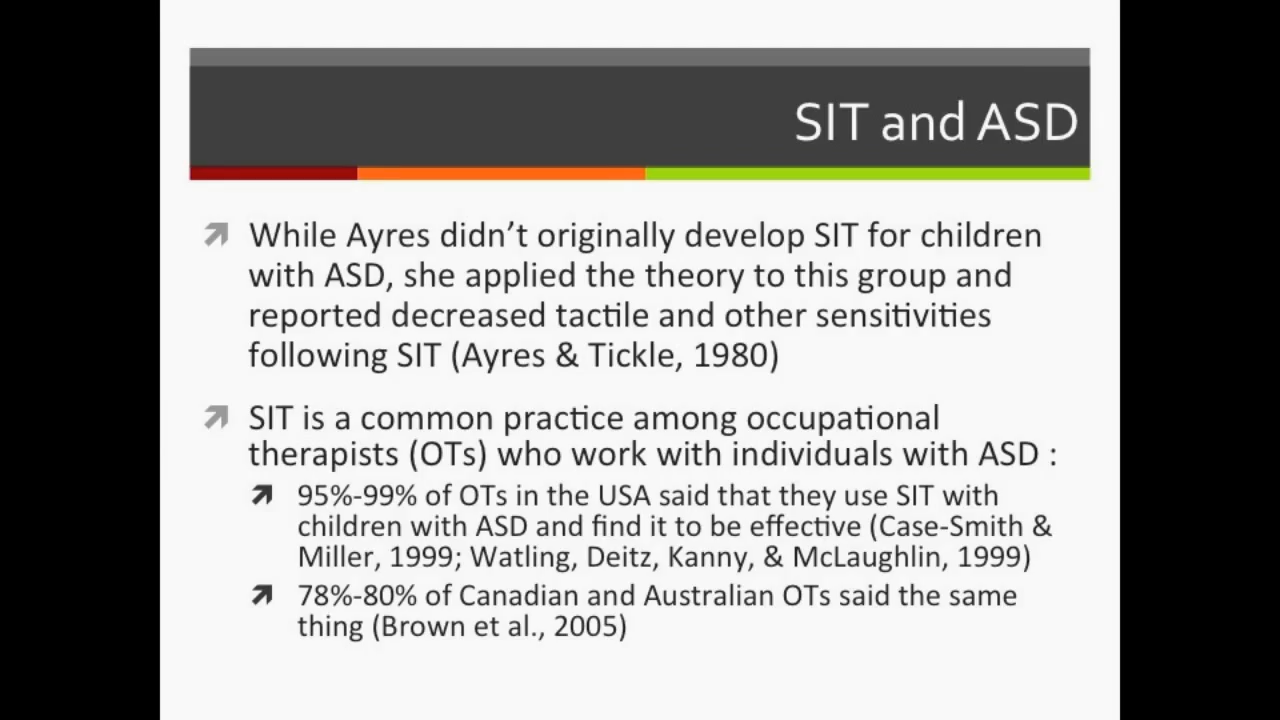 SIT and ASD
While Ayres didn’t originally develop SIT for children
with ASD, she applied the theory to this group and
reported decreased tactile and other sensitivities
following SIT (Ayres & Tickle, 1980)
SIT is a common practice among occupational
therapists (OTs) who work with individuals with ASD :
95%-99% of OTs in the USA said that they use SIT with
children with ASD and find it to be effective (Case-Smith &
Miller, 1999; Watling, Deitz, Kanny, & McLaughlin, 1999)
78%-80% of Canadian and Australian OTs said the same
thing (Brown et al., 2005)